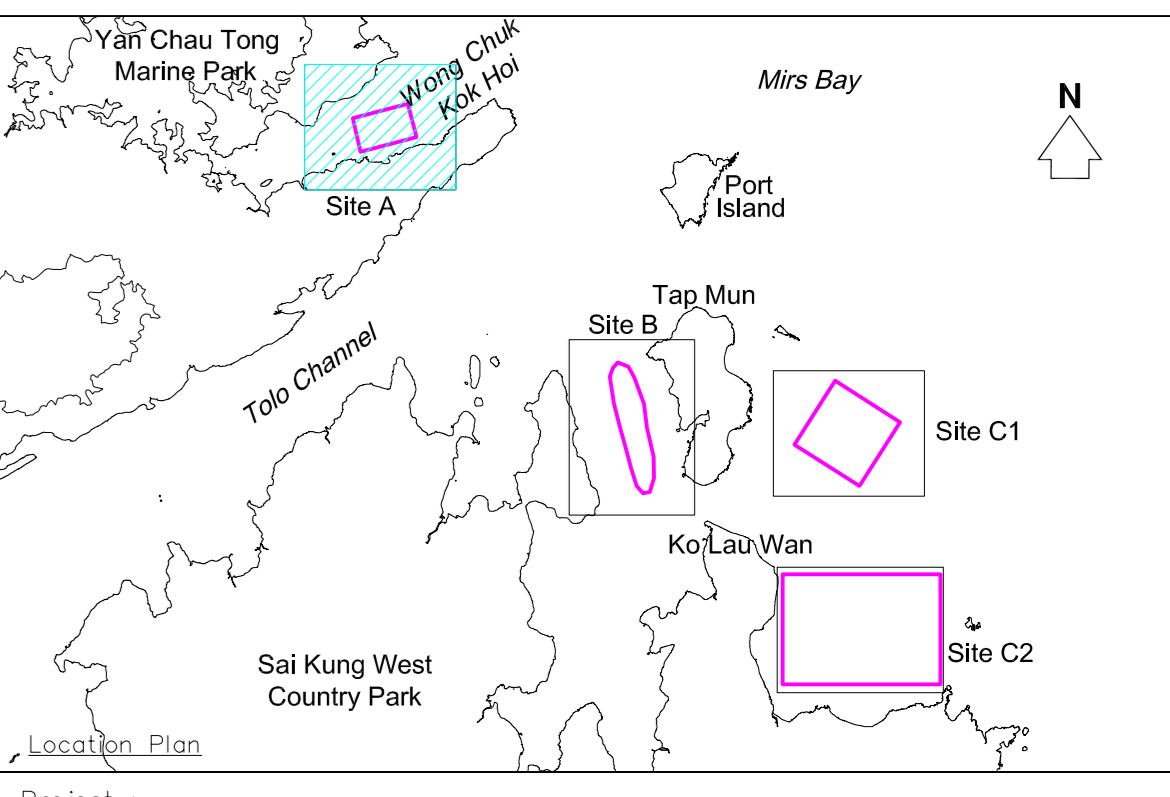 Yan Chau Tong
Marine Park
Wong Chuk
Kok Hoi
Mirs Bay
N
Site A
Port
Island
Tap Mun
Site B
Tolo Channel
Site C1
Ko Lau Wan
Site C2
Sai Kung West
Country Park
Location Plan
Project :